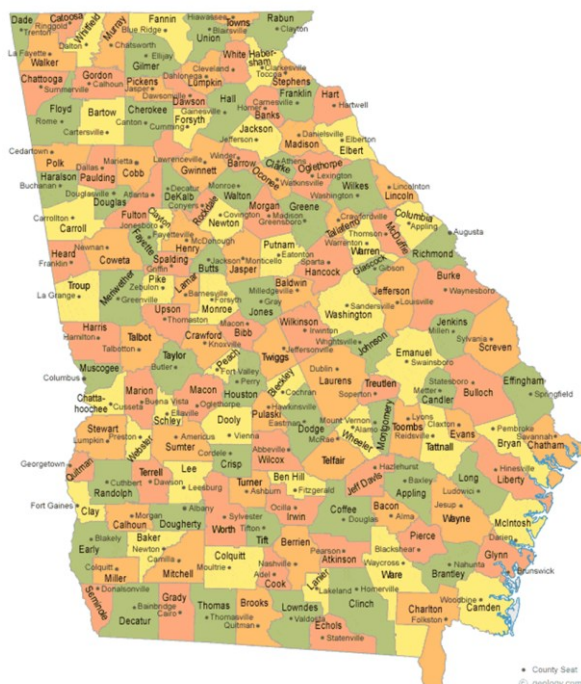 Dade
Catoosa
Ringgold
Trenton
Whitfield
Dalton
Murray
Chatsworth
Fannin
Blue Ridge
Hiawassee
Towns
Blairsville
Union
Rabun
Clayton
La Fayette
Walker
Ellijay
Gilmer
Cleveland
White
Haber-
sham
Clarkesville
Toccoa
Stephens
Chattooga
Summerville
Gordon
Calhoun
Pickens
Jasper
Dahlonega
Lumpkin
Dawsonville
Dawson
Hall
Gainesville
Homer
Banks
Carnesville
Franklin
Hart
Hartwell
Floyd
Rome
Bartow
Cartersville
Cherokee
Canton
Cumming
Forsyth
Jackson
Jefferson
Danielsville
Madison
Elberton
Elbert
Cedartown
Polk
Dallas
Paulding
Marietta
Cobb
Lawrenceville
Gwinnett
Winder
Barrow
Clarke
Athens
Oconee
Watkinsville
Oglethorpe
Lexington
Washington
Wilkes
Lincolnton
Lincoln
Haralson
Buchanan
Douglasville
Douglas
Atlanta
Fulton
Decatur
DeKalb
Conyers
Rockdale
Monroe
Walton
Morgan
Madison
Greene
Greensboro
Taliaferro
Crawfordville
Columbia
Appling
McDuffie
Thomson
Warrenton
Warren
Augusta
Richmond
Carrollton
Carroll
Clayton
Jonesboro
Fayette
Fayetteville
Covington
Newton
McDonough
Henry
Newnan
Coweta
Heard
Franklin
Spalding
Griffin
Butts
Jackson
Monticello
Jasper
Putnam
Eatonton
Sparta
Hancock
Glascock
Gibson
Jefferson
Louisville
Burke
Waynesboro
Troup
La Grange
Meriwether
Greenville
Pike
Zebulon
Lamar
Barnesville
Forsyth
Monroe
Gray
Jones
Baldwin
Milledgeville
Washington
Sandersville
Harris
Hamilton
Upson
Thomaston
Talbot
Talbotton
Crawford
Knoxville
Macon
Bibb
Wilkinson
Irwinton
Jeffersonville
Twiggs
Wrightsville
Johnson
Jenkins
Millen
Screven
Sylvania
Emanuel
Swainsboro
Muscogee
Columbus
Taylor
Butler
Peach
Fort Valley
Perry
Houston
Bleckley
Cochran
Dublin
Laurens
Treutlen
Soperton
Statesboro
Metter
Candler
Bulloch
Effingham
Springfield
Chatta-
hoochee
Cusseta
Marion
Buena Vista
Macon
Oglethorpe
Ellaville
Schley
Dooly
Vienna
Pulaski
Hawkinsville
Eastman
Dodge
Mount Vernon
Alamo
Wheeler
McRae
Montgomery
Toombs
Lyons
Reidsville
Tattnall
Claxton
Evans
Pembroke
Bryan
Savannah
Chatham
Stewart
Lumpkin
Preston
Webster
Americus
Sumter
Cordele
Crisp
Abbeville
Wilcox
Telfair
Georgetown
Quitman
Cuthbert
Randolph
Terrell
Dawson
Lee
Leesburg
Turner
Ashburn
Ben Hill
Fitzgerald
Jeff Davis
Hazlehurst
Baxley
Appling
Long
Ludowici
Hinesville
Liberty
Fort Gaines
Clay
Morgan
Calhoun
Albany
Dougherty
Sylvester
Worth
Tifton
Tift
Ocilla
Irwin
Coffee
Douglas
Bacon
Alma
Jesup
Wayne
McIntosh
Darien
Blakely
Early
Baker
Newton
Camilla
Mitchell
Moultrie
Colquitt
Berrien
Nashville
Pearson
Atkinson
Pierce
Blackshear
Waycross
Ware
Nahunta
Brantley
Glynn
Brunswick
Colquitt
Miller
Donalsonville
Seminole
Bainbridge
Decatur
Grady
Cairo
Thomas
Thomasville
Brooks
Quitman
Adel
Cook
Lanier
Lakeland
Homerville
Clinch
Lowndes
Valdosta
Echols
Statenville
Charlton
Folkston
Woodbine
Camden
County Seat
© geology.com